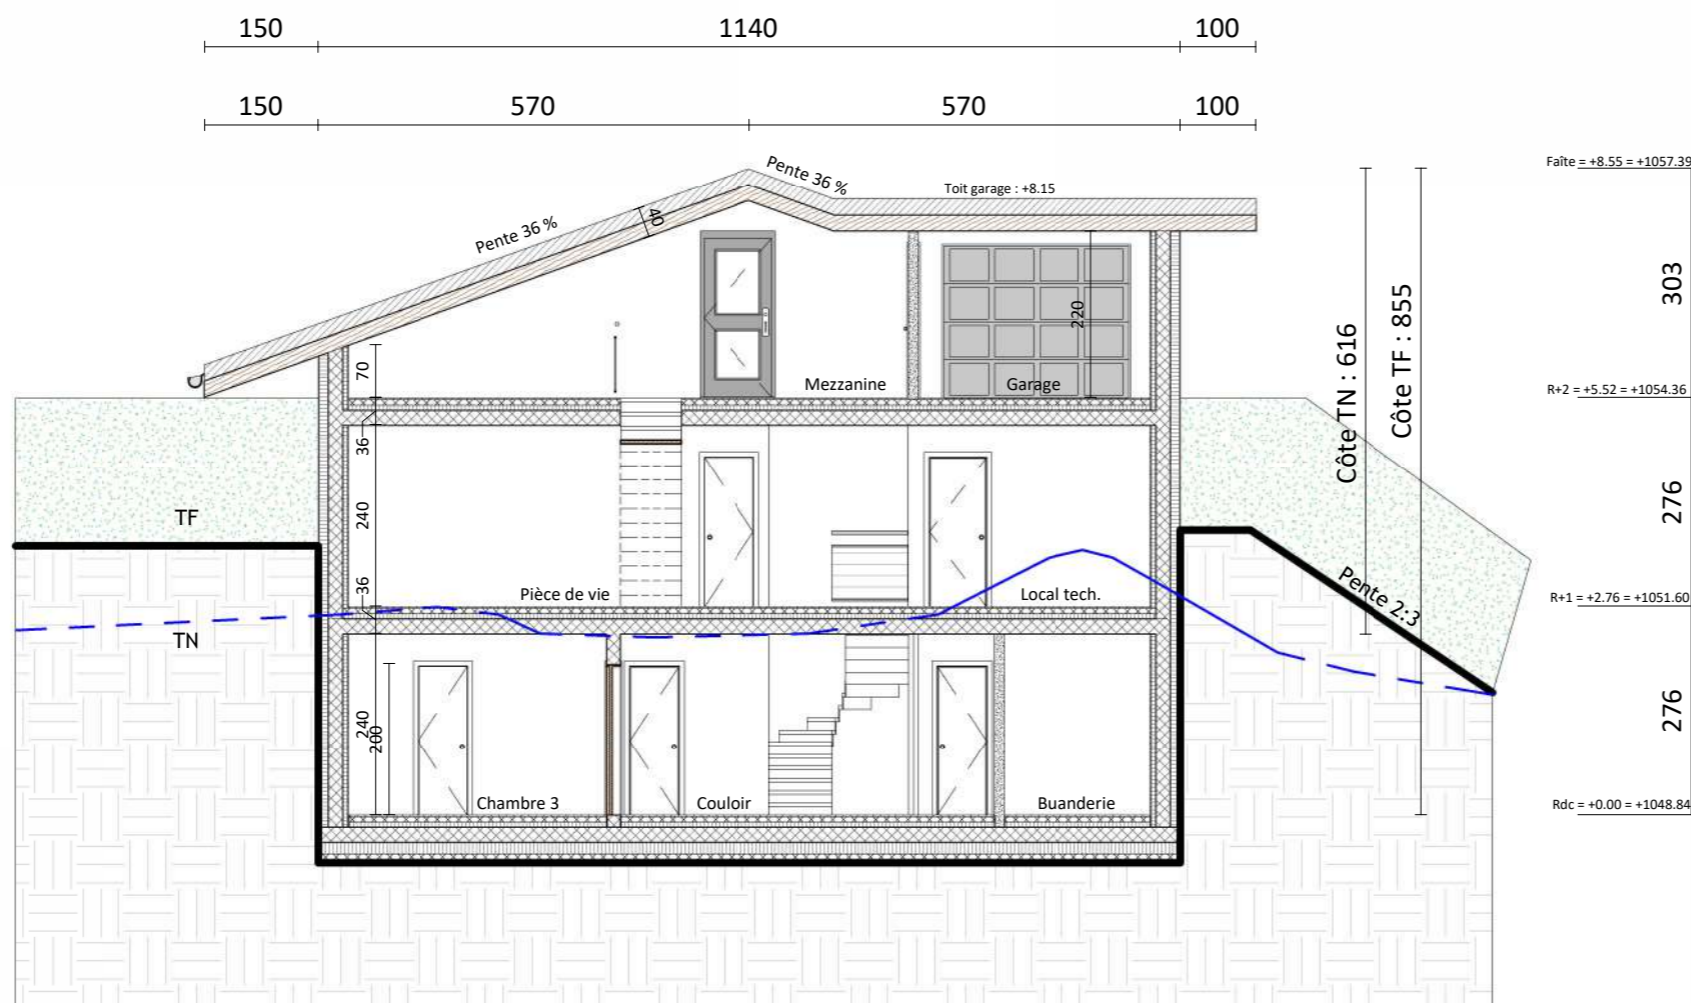 150 1140 100
150 570 570 100
Faîte = +8.55 = +1057.39
Pente 36 %
Toit garage : +8.15
40
Pente 36 %
303
220
Côte TN : 616
Côte TF : 855
70
Mezzanine
Garage
R+2 = +5.52 = +1054.36
36
276
240
TF
36
Pièce de vie
Local tech.
Pente 2:3
R+1 = +2.76 = +1051.60
TN
276
240
200
Chambre 3
Couloir
Buanderie
Rdc = +0.00 = +1048.84